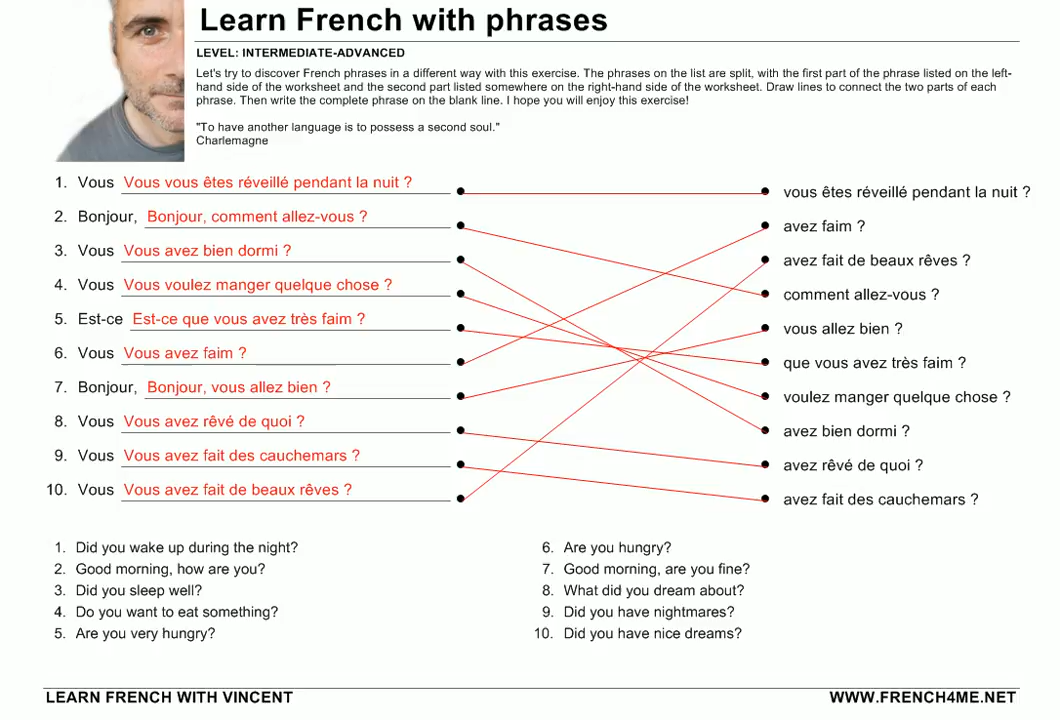 Learn French with phrases
LEVEL: INTERMEDIATE-ADVANCED
Let's try to discover French phrases in a different way with this exercise. The phrases on the list are split, with the first part of the phrase listed on the left-
hand side of the worksheet and the second part listed somewhere on the right-hand side of the worksheet. Draw lines to connect the two parts of each
phrase. Then write the complete phrase on the blank line. I hope you will enjoy this exercise!
"To have another language is to possess a second soul."
Charlemagne
1. Vous Vous vous êtes réveillé pendant la nuit ?
2. Bonjour, Bonjour, comment allez-vous ?
3. Vous Vous avez bien dormi ?
4. Vous Vous voulez manger quelque chose ?
5. Est-ce Est-ce que vous avez très faim ?
6. Vous Vous avez faim ?
7. Bonjour, Bonjour, vous allez bien ?
8. Vous Vous avez rêvé de quoi ?
9. Vous Vous avez fait des cauchemars ?
10. Vous Vous avez fait de beaux rêves ?
vous êtes réveillé pendant la nuit ?
avez faim ?
avez fait de beaux rêves ?
comment allez-vous ?
vous allez bien ?
que vous avez très faim ?
voulez manger quelque chose ?
avez bien dormi ?
avez rêvé de quoi ?
avez fait des cauchemars ?
1. Did you wake up during the night?
2. Good morning, how are you?
3. Did you sleep well?
4. Do you want to eat something?
5. Are you very hungry?
6. Are you hungry?
7. Good morning, are you fine?
8. What did you dream about?
9. Did you have nightmares?
10. Did you have nice dreams?
LEARN FRENCH WITH VINCENT
WWW.FRENCH4ME.NET